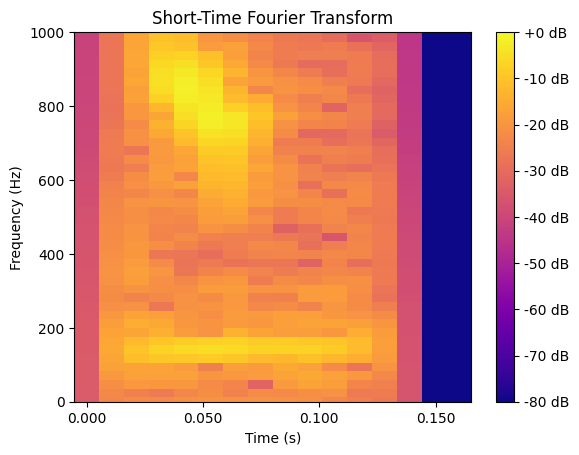 Short-Time Fourier Transform
1000
800
600
400
200
0
Frequency (Hz)
0.000
0.050
0.100
0.150
Time (s)
+0 dB
-10 dB
-20 dB
-30 dB
-40 dB
-50 dB
-60 dB
-70 dB
-80 dB